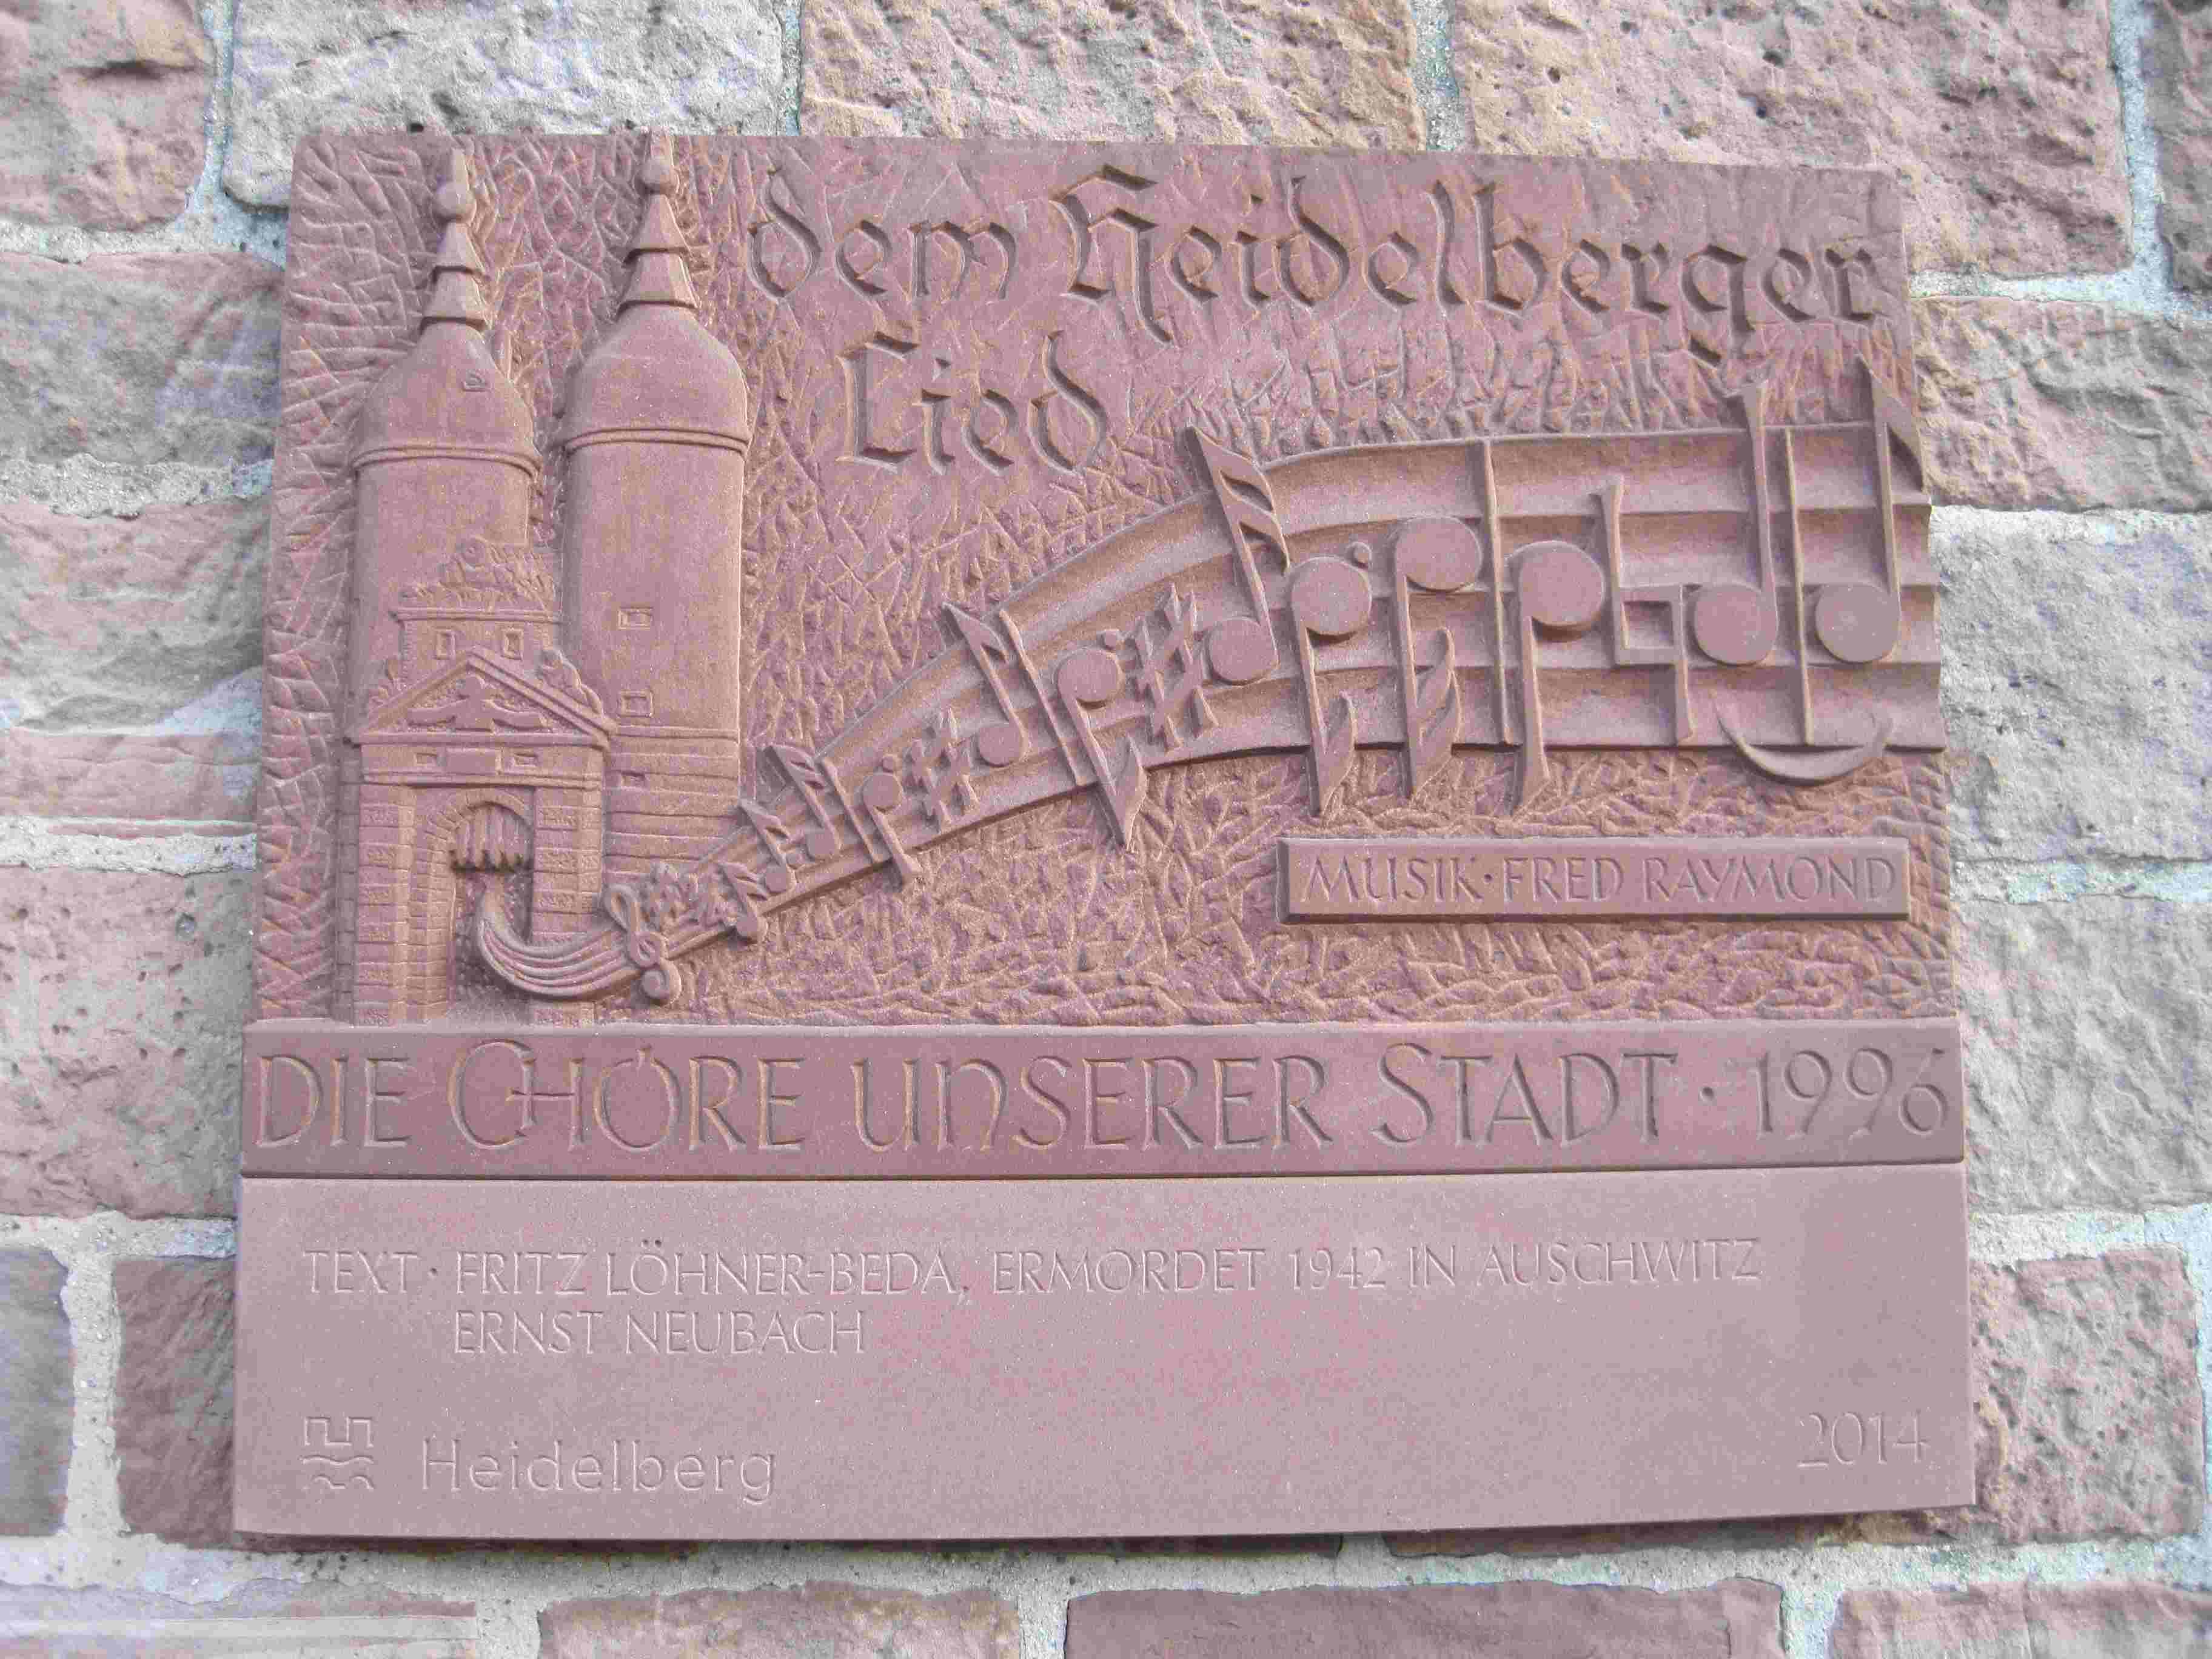 dem Heidelberger
Lied
MUSIK · FRED RAYMOND
DIE CHÖRE UNSERER STADT · 1996
TEXT · FRITZ LÖHNER-BEDA, ERMORDET 1942 IN AUSCHWITZ
ERNST NEUBACH
Heidelberg
2014